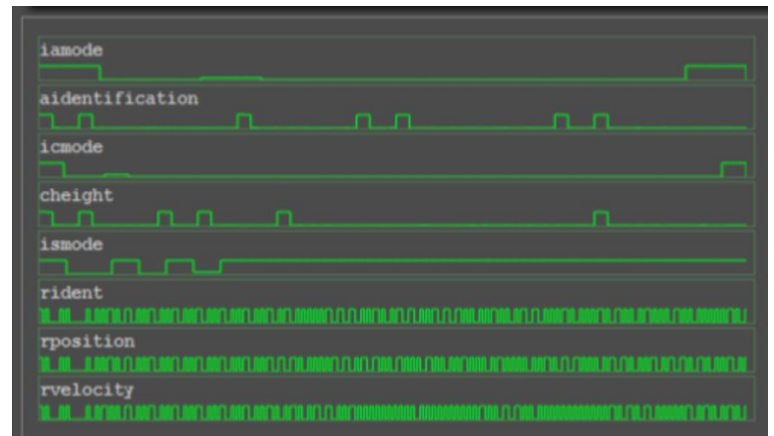 iamode
aidentification
icmode
cheight
ismode
rident
rposition
rvelocity